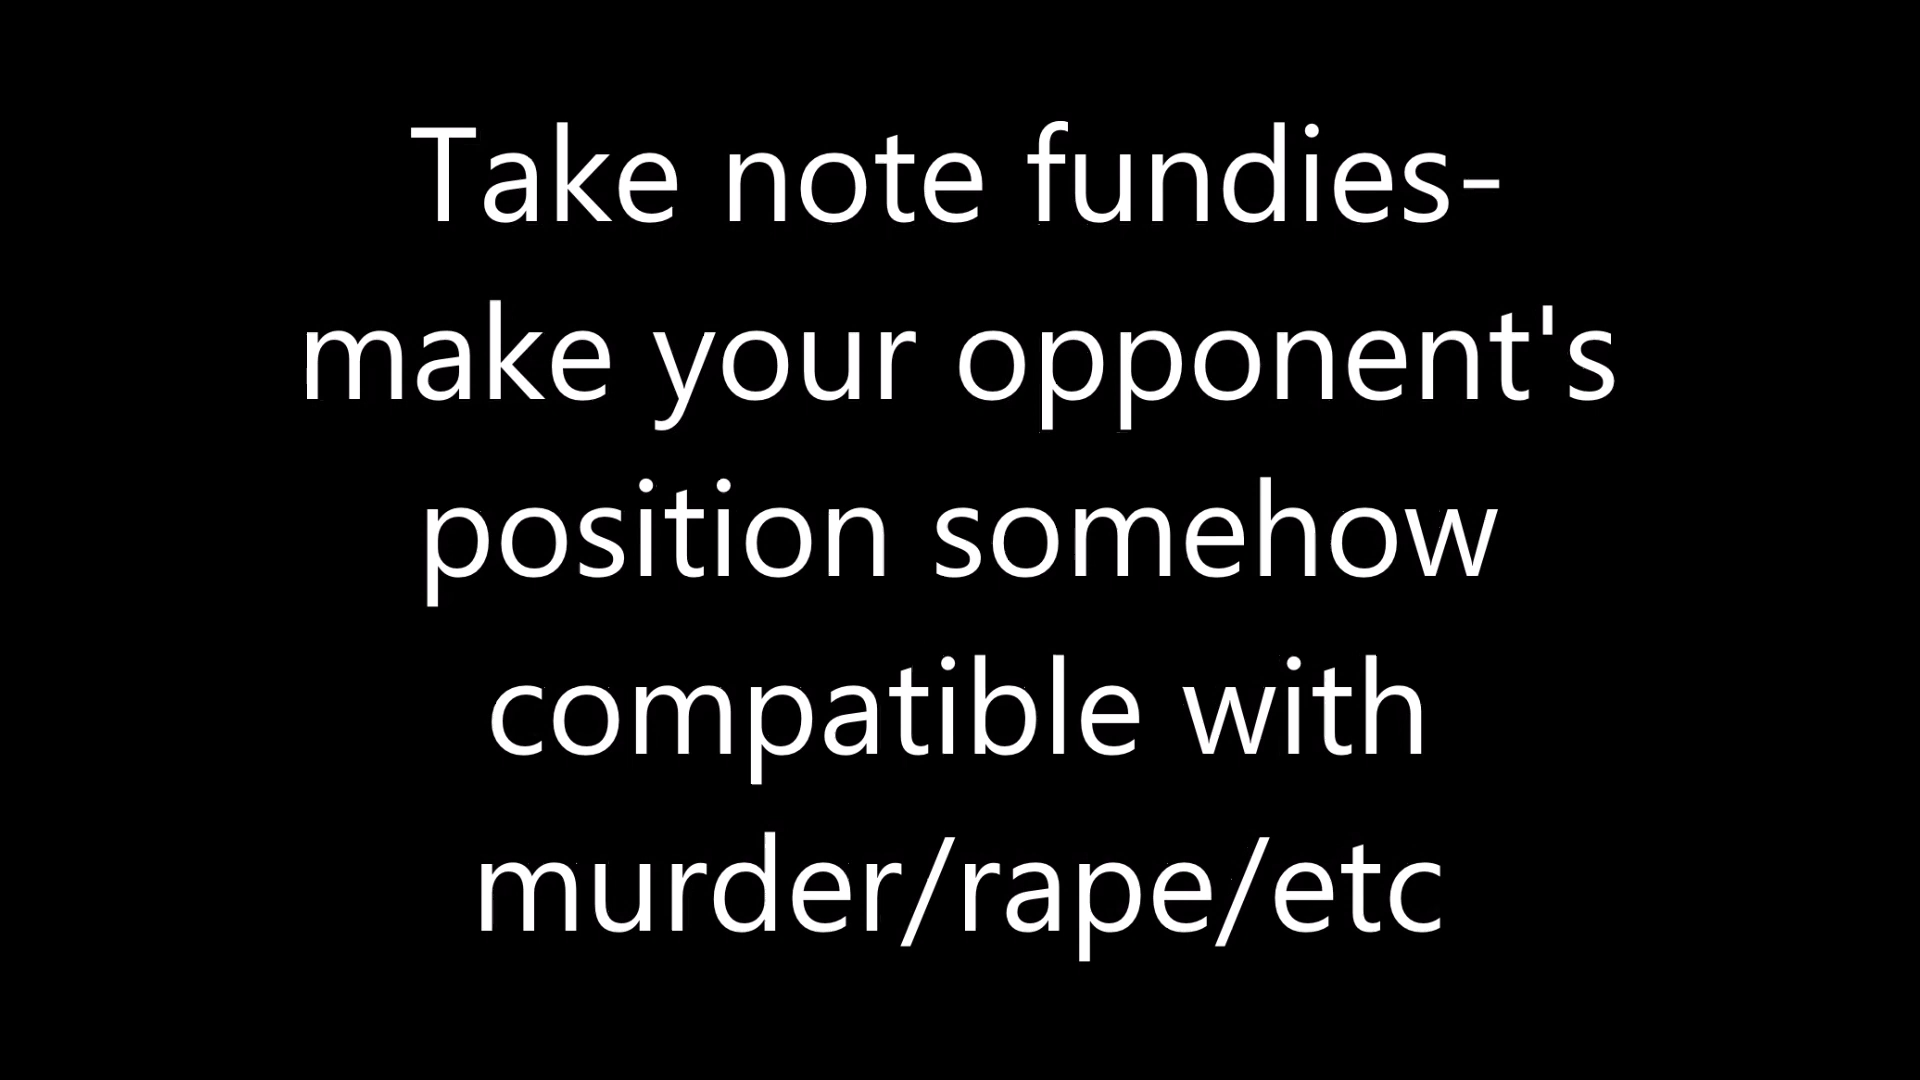 Take note fundies-
make your opponent's
position somehow
compatible with
murder/rape/etc